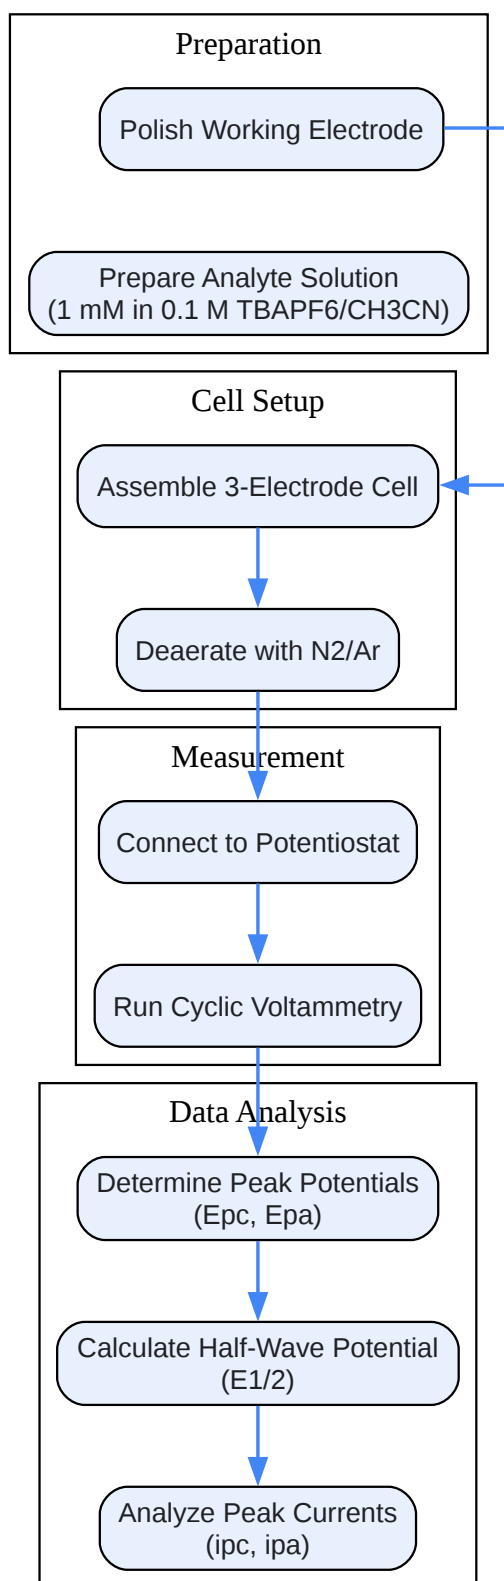 Preparation
Polish Working Electrode
Prepare Analyte Solution
(1 mM in 0.1 M TBAPF6/CH3CN)
Cell Setup
Assemble 3-Electrode Cell
Deaerate with N2/Ar
Measurement
Connect to Potentiostat
Run Cyclic Voltammetry
Data Analysis
Determine Peak Potentials
(Epc, Epa)
Calculate Half-Wave Potential
(E1/2)
Analyze Peak Currents
(ipc, ipa)